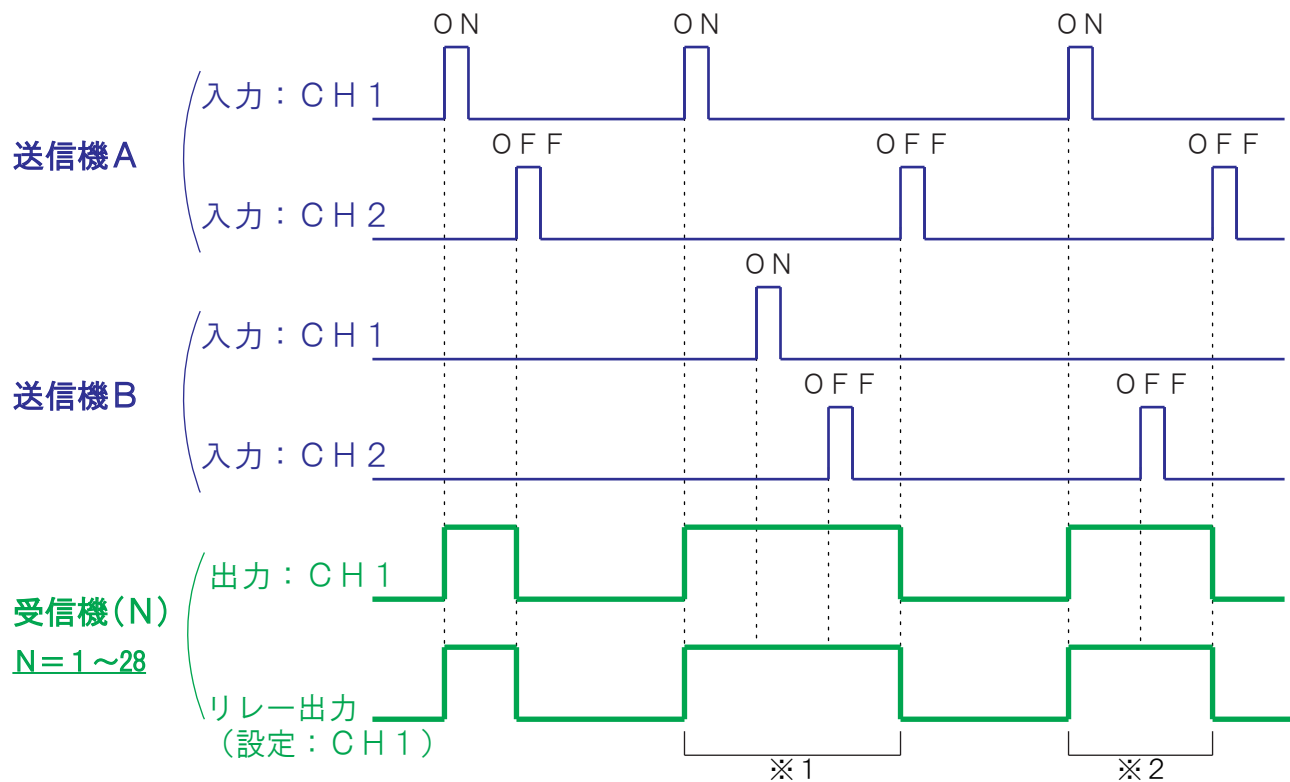 ON ON ON
入力：CH1
OFF OFF OFF
送信機A
入力：CH2
ON
入力：CH1
OFF OFF
送信機B
入力：CH2
出力：CH1
受信機(N)
N＝1～28
リレー出力
（設定：CH1）
※1 ※2